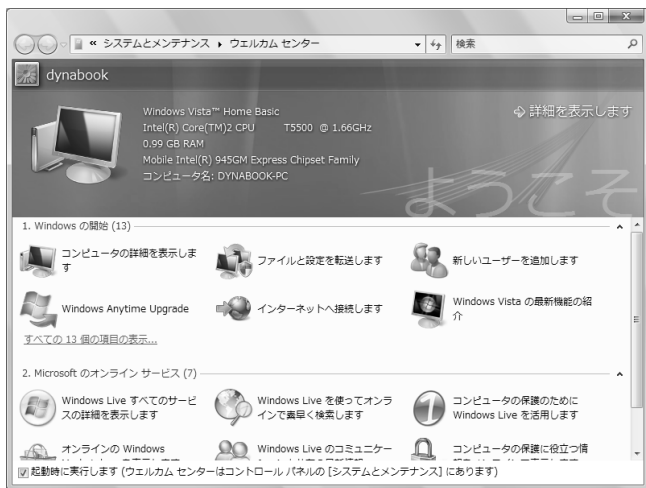 « システムとメンテナンス ▸ ウェルカム センター
検索
dynabook
Windows Vista™ Home Basic
詳細を表示します
Intel(R) Core(TM)2 CPU T5500 @ 1.66GHz
0.99 GB RAM
Mobile Intel(R) 945GM Express Chipset Family
コンピュータ名: DYNABOOK-PC
ようこそ
1. Windows の開始 (13)
コンピュータの詳細を表示しま
す
ファイルと設定を転送します
新しいユーザーを追加します
Windows Anytime Upgrade
インターネットへ接続します
Windows Vista の最新機能の紹
介
すべての 13 個の項目の表示...
2. Microsoft のオンライン サービス (7)
Windows Live すべてのサービ
スの詳細を表示します
Windows Live を使ってオンラ
インで素早く検索します
コンピュータの保護のために
Windows Live を活用します
オンラインの Windows
Windows Live のコミュニケー
コンピュータの保護に役立つ情
起動時に実行します (ウェルカム センターはコントロール パネルの [システムとメンテナンス] にあります)